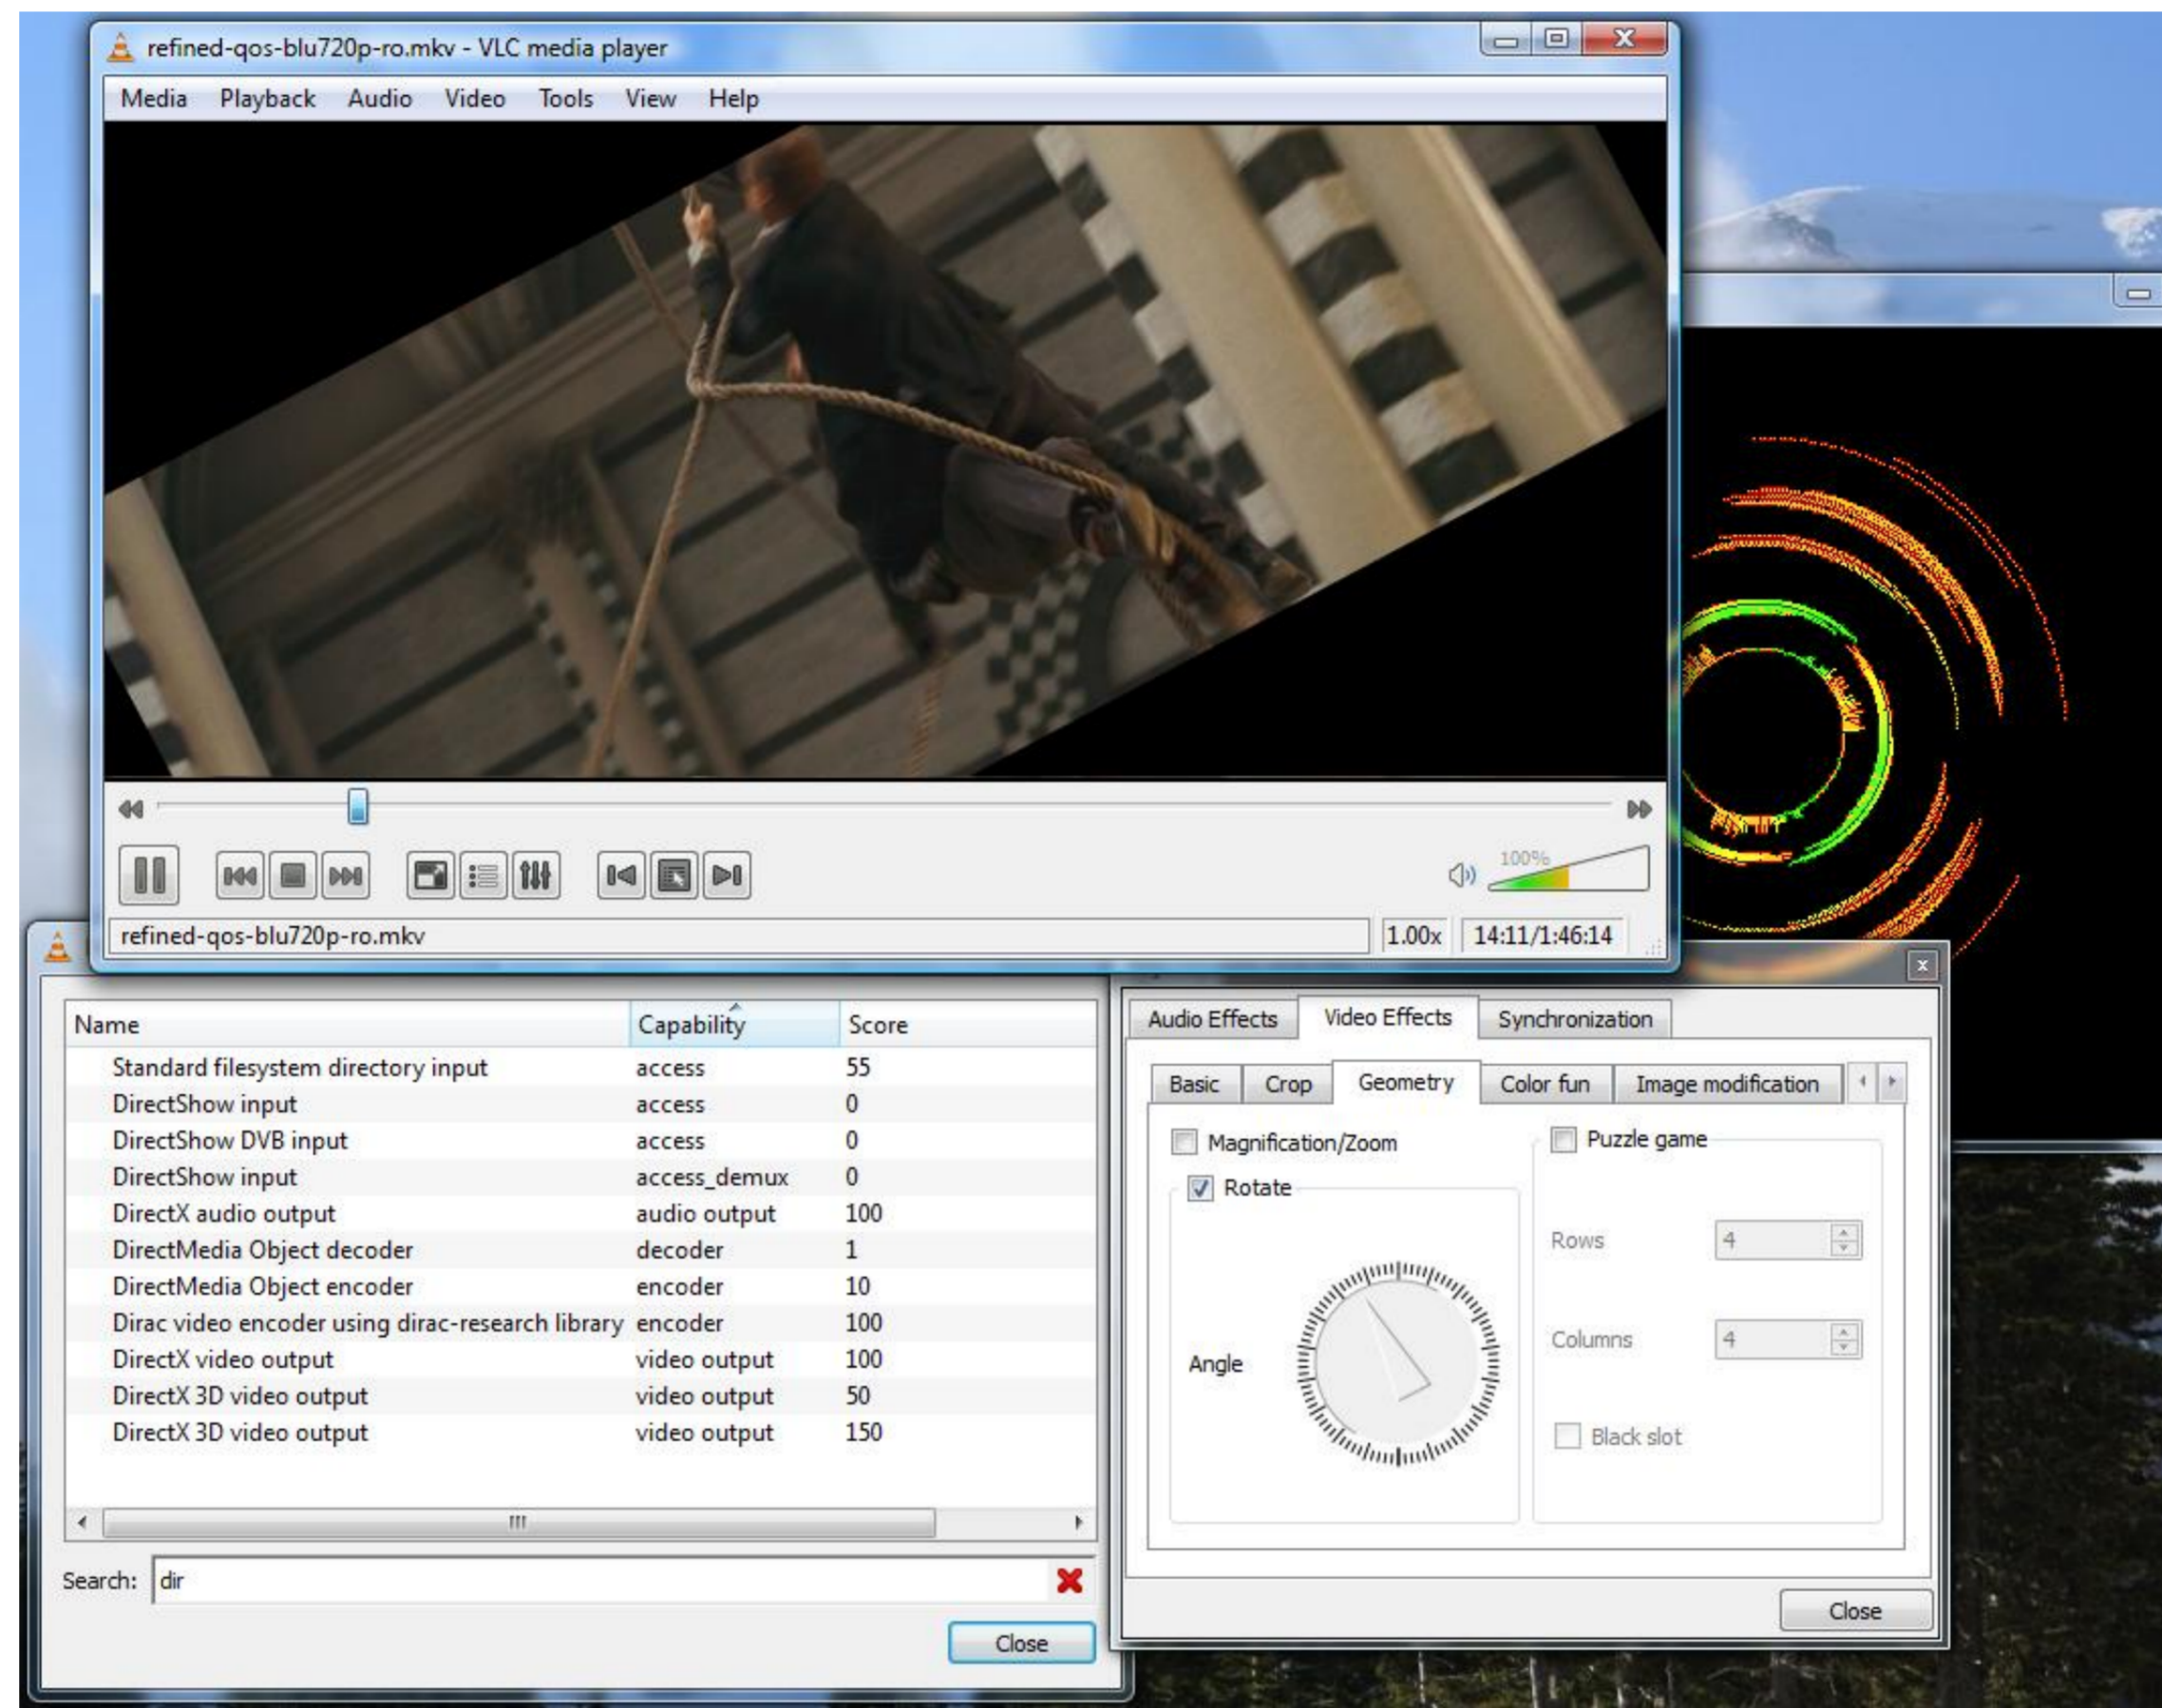 refined-qos-blu720p-ro.mkv - VLC media player
Media Playback Audio Video Tools View Help
100%
refined-qos-blu720p-ro.mkv 1.00x 14:11/1:46:14
Name Capability Score
Standard filesystem directory input access 55
DirectShow input access 0
DirectShow DVB input access 0
DirectShow input access_demux 0
DirectX audio output audio output 100
DirectMedia Object decoder decoder 1
DirectMedia Object encoder encoder 10
Dirac video encoder using dirac-research library encoder 100
DirectX video output video output 100
DirectX 3D video output video output 50
DirectX 3D video output video output 150
Search: dir
Close
Audio Effects Video Effects Synchronization
Basic Crop Geometry Color fun Image modification
Magnification/Zoom
Rotate
Angle
Puzzle game
Rows 4
Columns 4
Black slot
Close